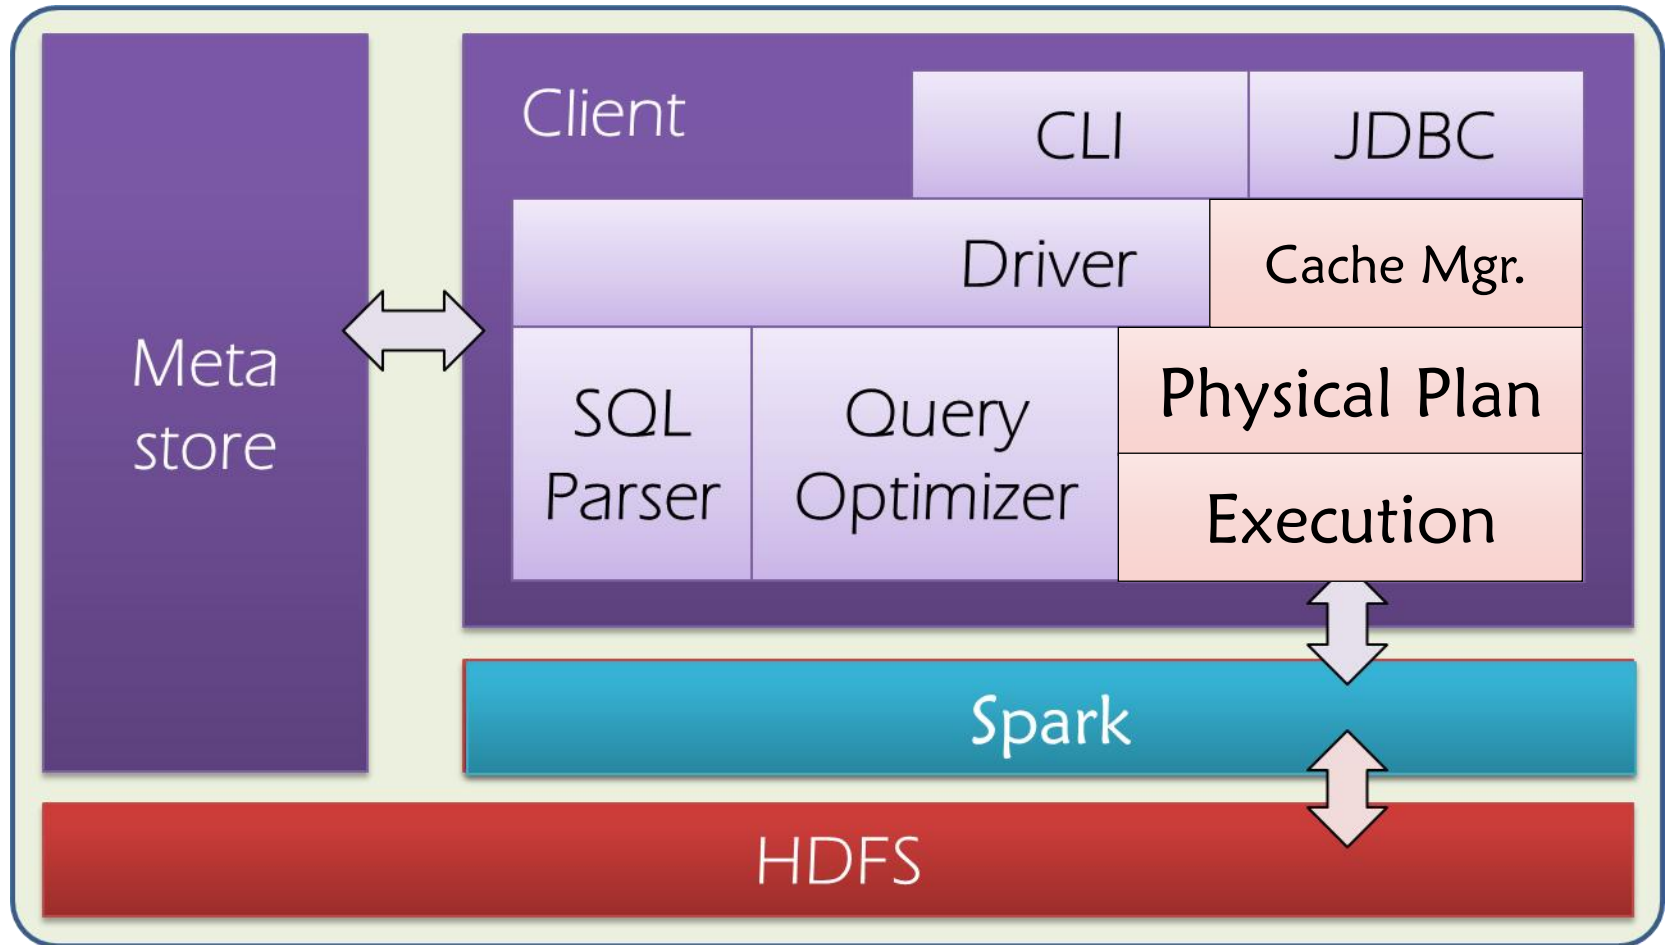 Client
CLI
JDBC
Driver
Cache Mgr.
Meta
store
SQL
Parser
Query
Optimizer
Physical Plan
Execution
Spark
HDFS